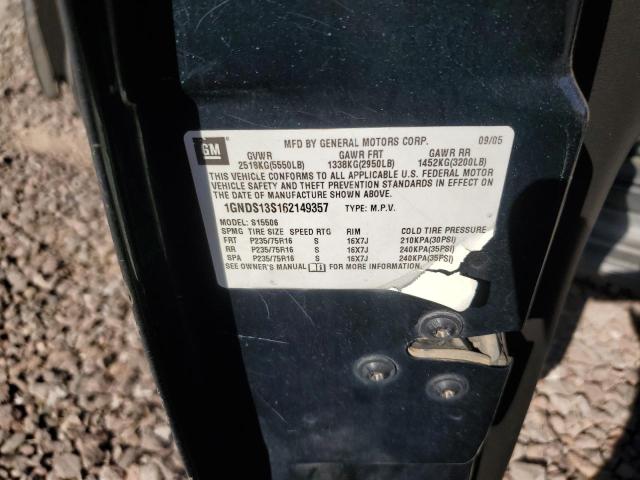 GM
MFD BY GENERAL MOTORS CORP. 09/05
GVWR GAWR FRT GAWR RR
2518KG(5550LB) 1338KG(2950LB) 1452KG(3200LB)
THIS VEHICLE CONFORMS TO ALL APPLICABLE U.S. FEDERAL MOTOR
VEHICLE SAFETY AND THEFT PREVENTION STANDARDS IN EFFECT ON
THE DATE OF MANUFACTURE SHOWN ABOVE.
1GNDS13S162149357 TYPE: M.P.V.
MODEL: S15506
SPMG TIRE SIZE SPEED RTG RIM COLD TIRE PRESSURE
FRT P235/75R16 S 16X7J 210KPA(30PSI)
RR P235/75R16 S 16X7J 240KPA(35PSI)
SPA P235/75R16 S 16X7J 240KPA(35PSI)
SEE OWNER'S MANUAL FOR MORE INFORMATION.